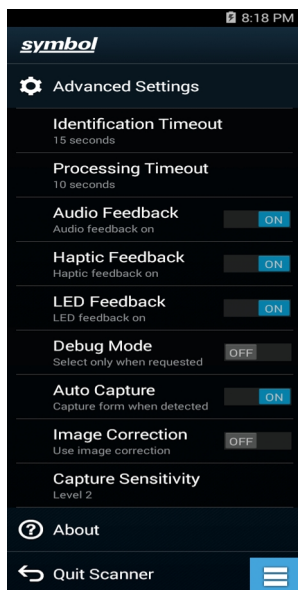 8:18 PM
symbol
Advanced Settings
Identification Timeout
15 seconds
Processing Timeout
10 seconds
Audio Feedback
Audio feedback on
ON
Haptic Feedback
Haptic feedback on
ON
LED Feedback
LED feedback on
ON
Debug Mode
Select only when requested
OFF
Auto Capture
Capture form when detected
ON
Image Correction
Use image correction
OFF
Capture Sensitivity
Level 2
About
Quit Scanner